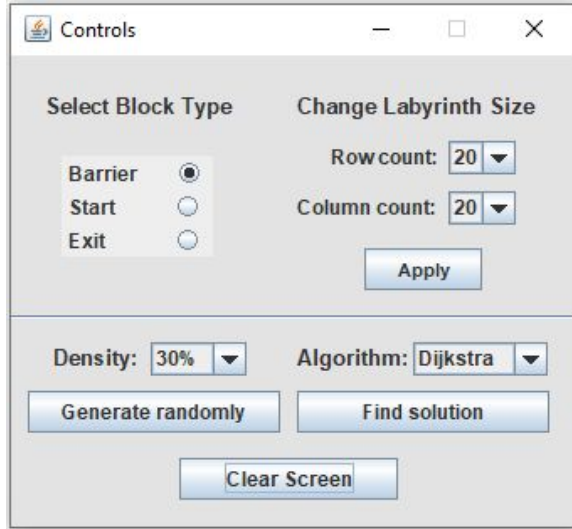 Controls
Select Block Type
Barrier
Start
Exit
Change Labyrinth Size
Row count: 20
Column count: 20
Apply
Density: 30%
Algorithm: Dijkstra
Generate randomly
Find solution
Clear Screen